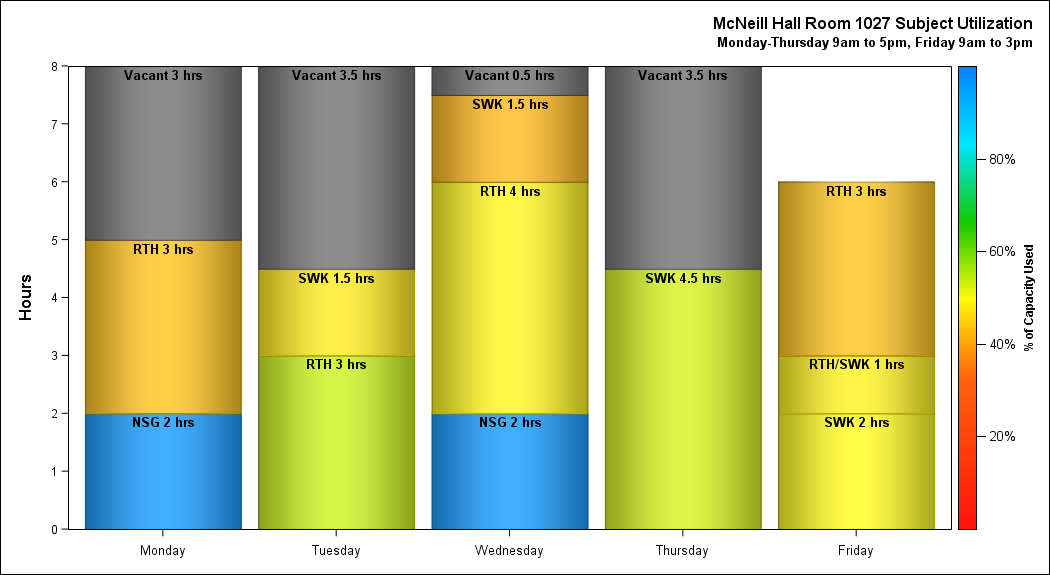 McNeill Hall Room 1027 Subject Utilization
Monday-Thursday 9am to 5pm, Friday 9am to 3pm
Hours
8
7
6
5
4
3
2
1
0
Vacant 3 hrs
RTH 3 hrs
NSG 2 hrs
Vacant 3.5 hrs
SWK 1.5 hrs
RTH 3 hrs
Vacant 0.5 hrs
SWK 1.5 hrs
RTH 4 hrs
NSG 2 hrs
Vacant 3.5 hrs
SWK 4.5 hrs
RTH 3 hrs
RTH/SWK 1 hrs
SWK 2 hrs
Monday
Tuesday
Wednesday
Thursday
Friday
80%
60%
40%
20%
% of Capacity Used